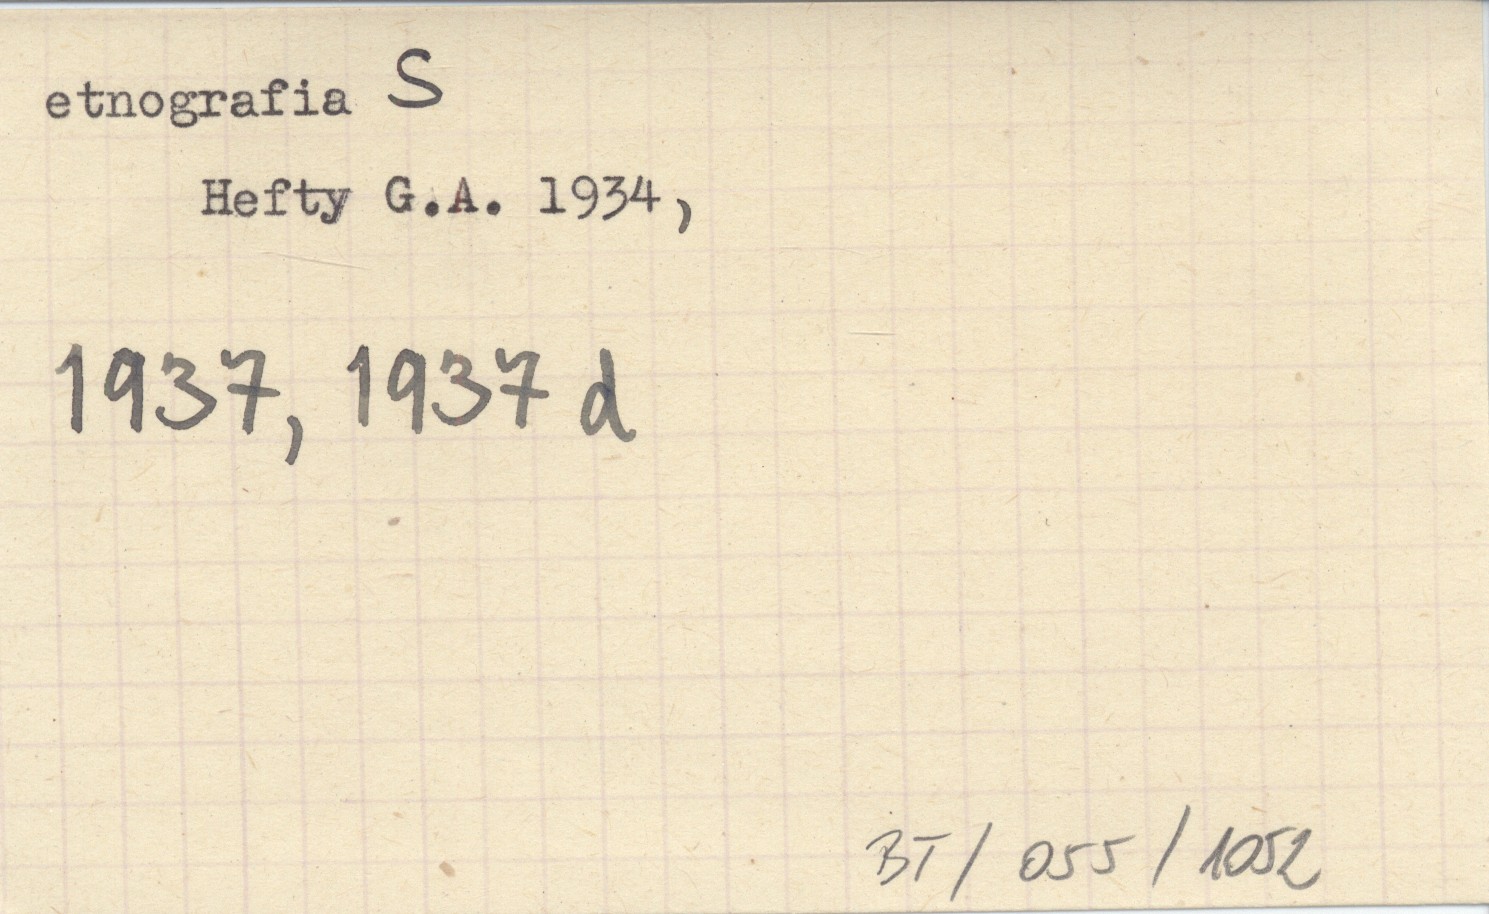 etnografia S
Hefty G.A. 1934,
1937, 1937 d
BT/055/1052